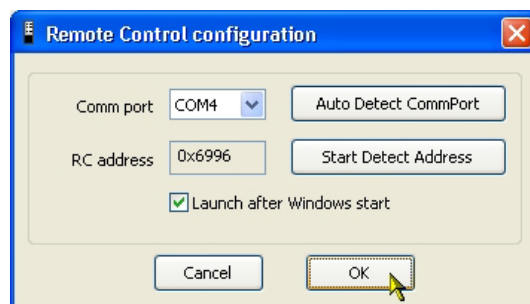 Remote Control configuration
Comm port COM4 Auto Detect CommPort
RC address 0x6996 Start Detect Address
Launch after Windows start
Cancel OK